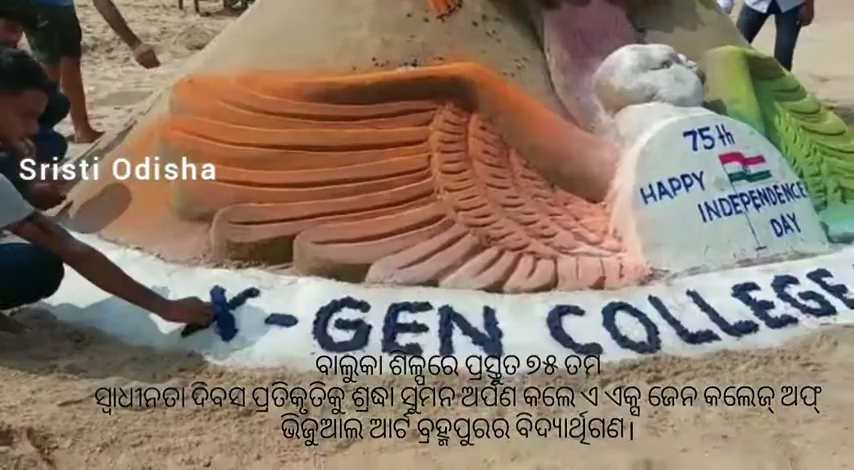 75th
HAPPY
INDEPENDENCE
DAY
Sristi Odisha
X-GEN COLLEGE
ବାଲୁକା ଶିଳ୍ପରେ ପ୍ରସ୍ତୁତ ୭୫ ତମ
ସ୍ୱାଧୀନତା ଦିବସ ପ୍ରତିକୃତିକୁ ଶ୍ରଦ୍ଧା ସୁମନ ଅର୍ପଣ କଲେ ଏ ଏକ୍ସ ଜେନ କଲେଜ୍ ଅଫ୍
ଭିଜୁଆଲ ଆର୍ଟ ବ୍ରହ୍ମପୁରର ବିଦ୍ୟାର୍ଥିଗଣ।